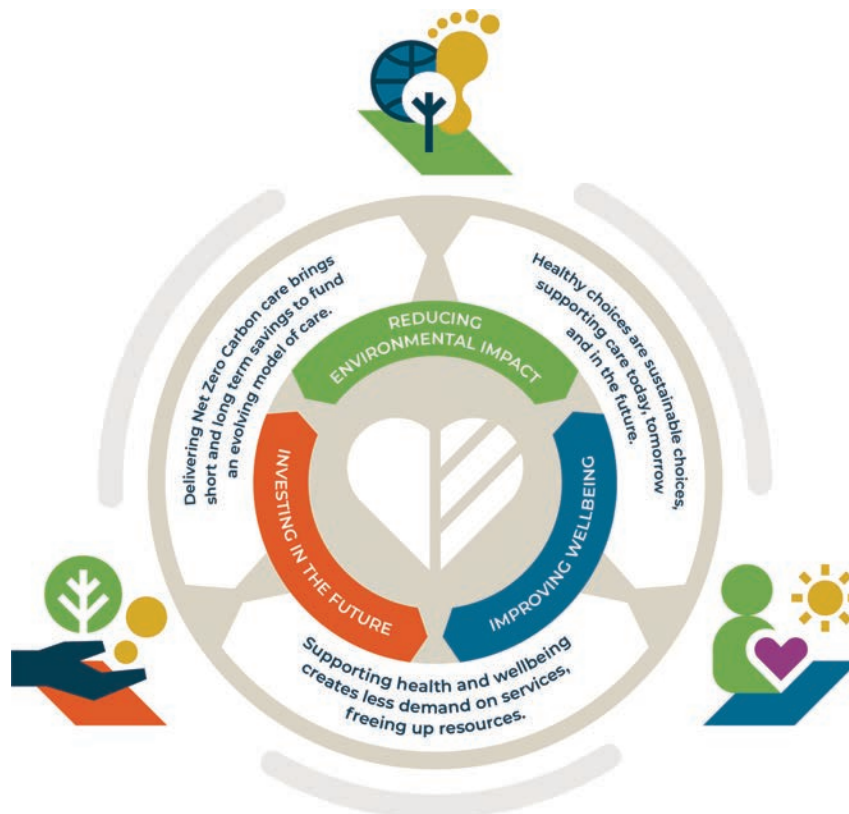 REDUCING
ENVIRONMENTAL IMPACT
Healthy choices are sustainable choices,
supporting care today, tomorrow
and in the future.
IMPROVING WELLBEING
Supporting health and wellbeing
creates less demand on services,
freeing up resources.
INVESTING IN THE FUTURE
Delivering Net Zero Carbon care brings
short and long term savings to fund
an evolving model of care.